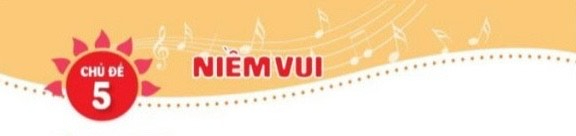 CHỦ ĐỀ
5
NIỀM VUI